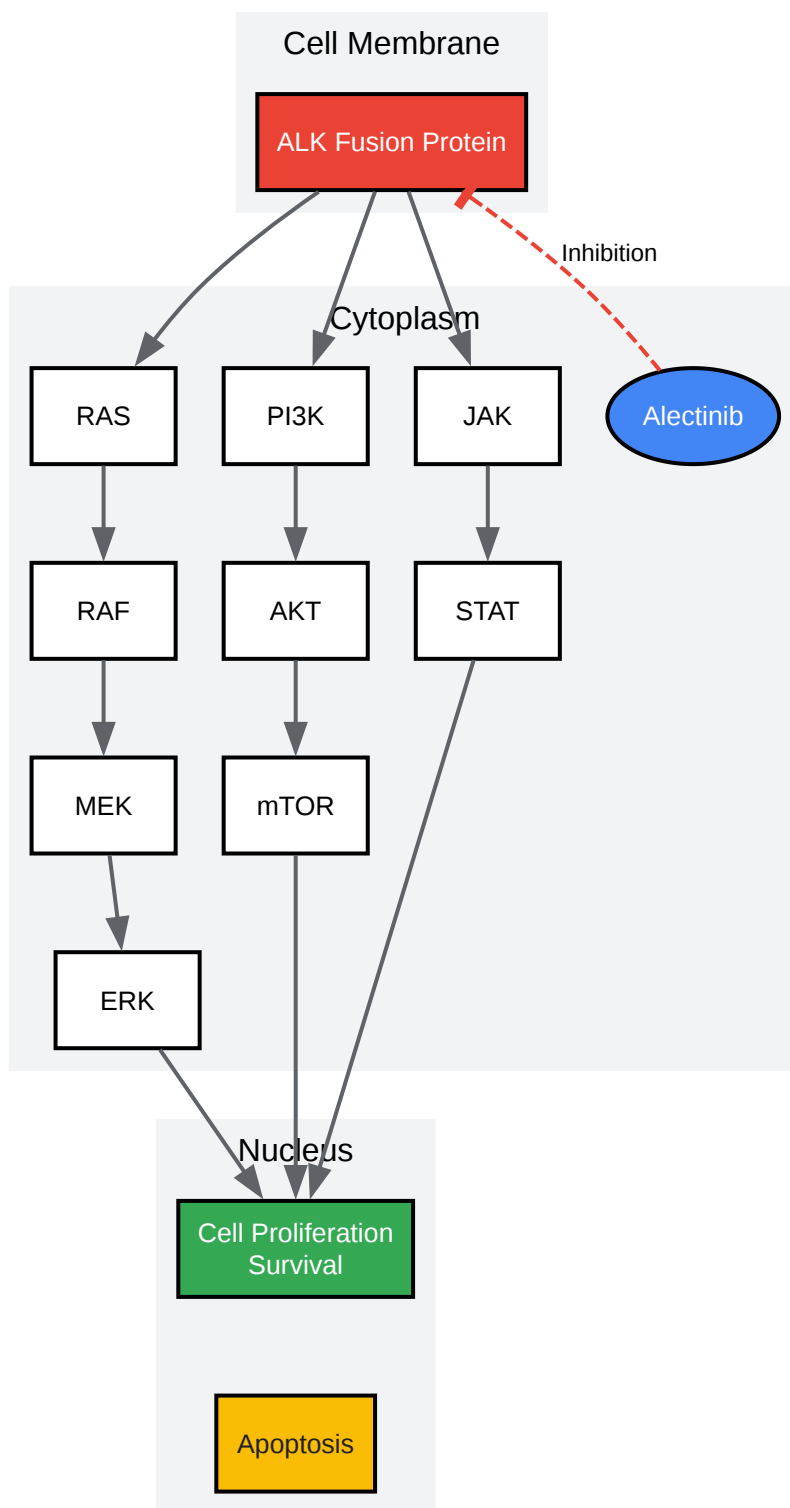 Cell Membrane
ALK Fusion Protein
Inhibition
Cytoplasm
RAS
PI3K
JAK
Alectinib
RAF
AKT
STAT
MEK
mTOR
ERK
Nucleus
Cell Proliferation
Survival
Apoptosis